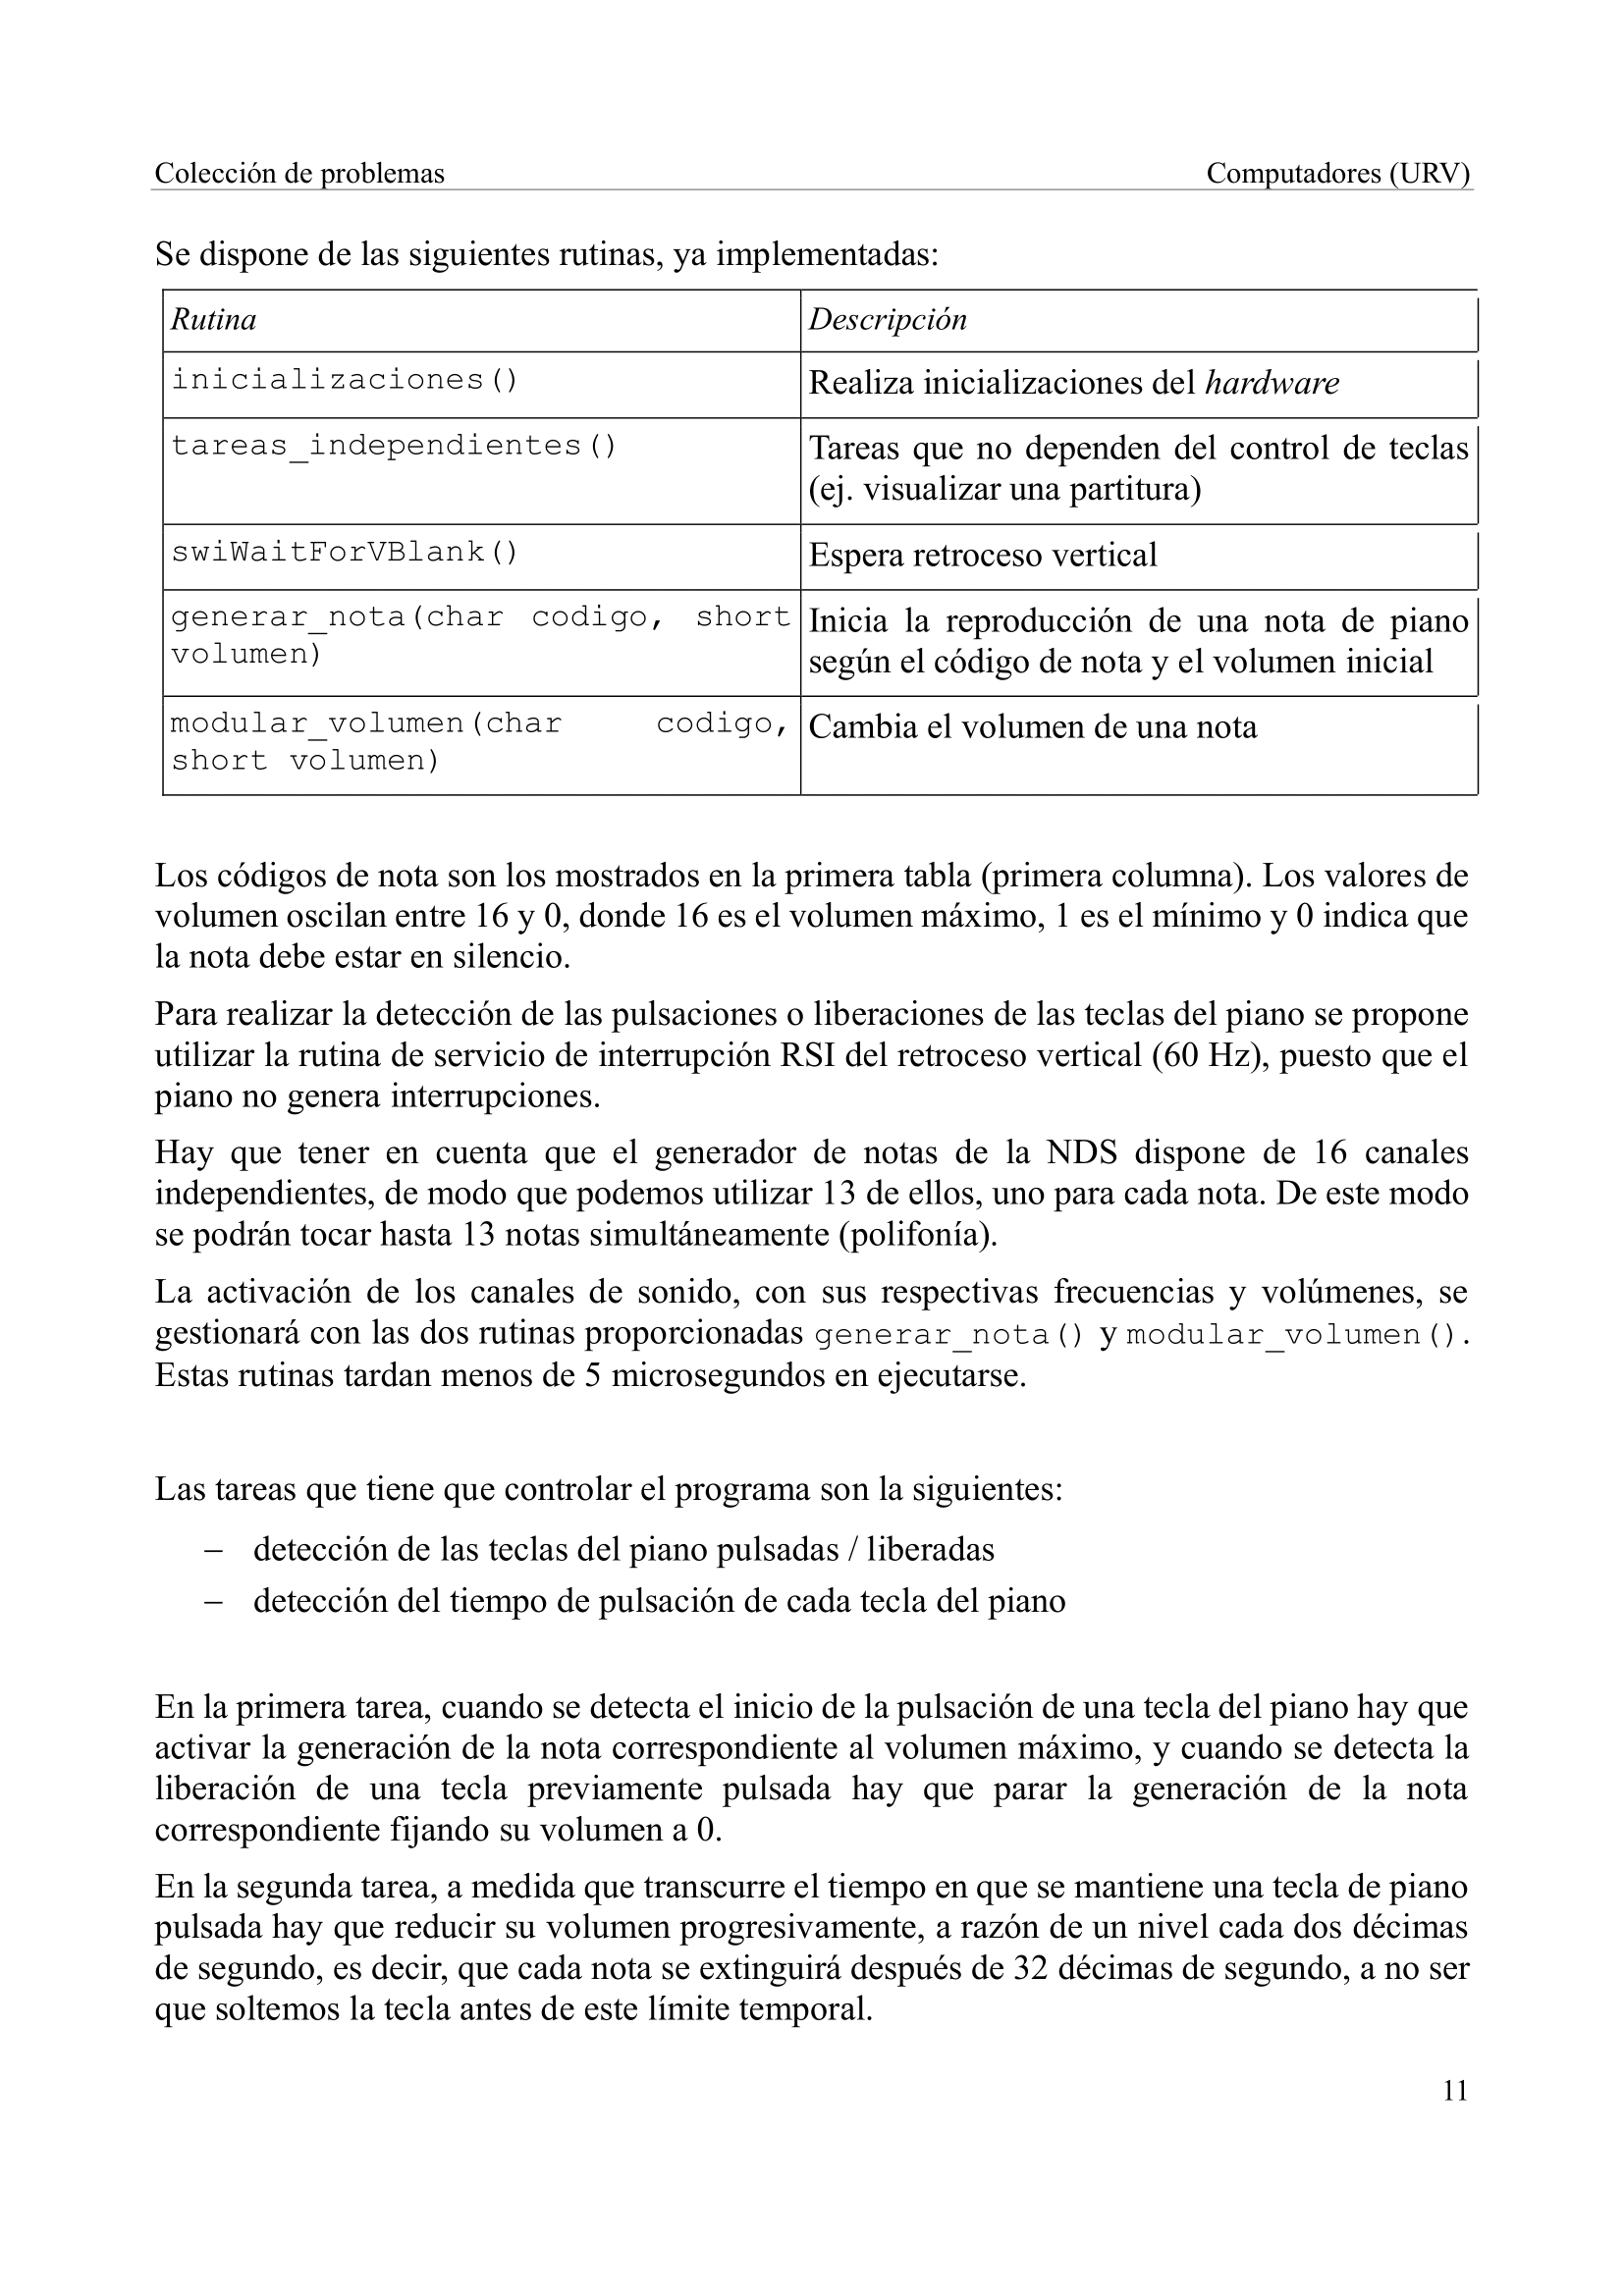 Colección de problemas Computadores (URV)
Se dispone de las siguientes rutinas, ya implementadas:
Rutina Descripción
inicializaciones() Realiza inicializaciones del hardware
tareas_independientes() Tareas que no dependen del control de teclas
(ej. visualizar una partitura)
swiWaitForVBlank() Espera retroceso vertical
generar_nota(char codigo, short
volumen)
Inicia la reproducción de una nota de piano
según el código de nota y el volumen inicial
modular_volumen(char codigo,
short volumen)
Cambia el volumen de una nota
Los códigos de nota son los mostrados en la primera tabla (primera columna). Los valores de
volumen oscilan entre 16 y 0, donde 16 es el volumen máximo, 1 es el mínimo y 0 indica que
la nota debe estar en silencio.
Para realizar la detección de las pulsaciones o liberaciones de las teclas del piano se propone
utilizar la rutina de servicio de interrupción RSI del retroceso vertical (60 Hz), puesto que el
piano no genera interrupciones.
Hay que tener en cuenta que el generador de notas de la NDS dispone de 16 canales
independientes, de modo que podemos utilizar 13 de ellos, uno para cada nota. De este modo
se podrán tocar hasta 13 notas simultáneamente (polifonía).
La activación de los canales de sonido, con sus respectivas frecuencias y volúmenes, se
gestionará con las dos rutinas proporcionadas generar_nota() y modular_volumen().
Estas rutinas tardan menos de 5 microsegundos en ejecutarse.
Las tareas que tiene que controlar el programa son la siguientes:
– detección de las teclas del piano pulsadas / liberadas
– detección del tiempo de pulsación de cada tecla del piano
En la primera tarea, cuando se detecta el inicio de la pulsación de una tecla del piano hay que
activar la generación de la nota correspondiente al volumen máximo, y cuando se detecta la
liberación de una tecla previamente pulsada hay que parar la generación de la nota
correspondiente fijando su volumen a 0.
En la segunda tarea, a medida que transcurre el tiempo en que se mantiene una tecla de piano
pulsada hay que reducir su volumen progresivamente, a razón de un nivel cada dos décimas
de segundo, es decir, que cada nota se extinguirá después de 32 décimas de segundo, a no ser
que soltemos la tecla antes de este límite temporal.
11